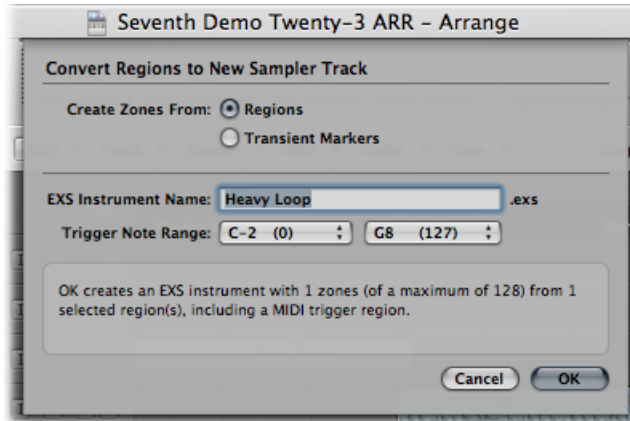 Seventh Demo Twenty-3 ARR – Arrange
Convert Regions to New Sampler Track
Create Zones From: Regions
Transient Markers
EXS Instrument Name: Heavy Loop .exs
Trigger Note Range: C-2 (0) G8 (127)
OK creates an EXS instrument with 1 zones (of a maximum of 128) from 1
selected region(s), including a MIDI trigger region.
Cancel OK